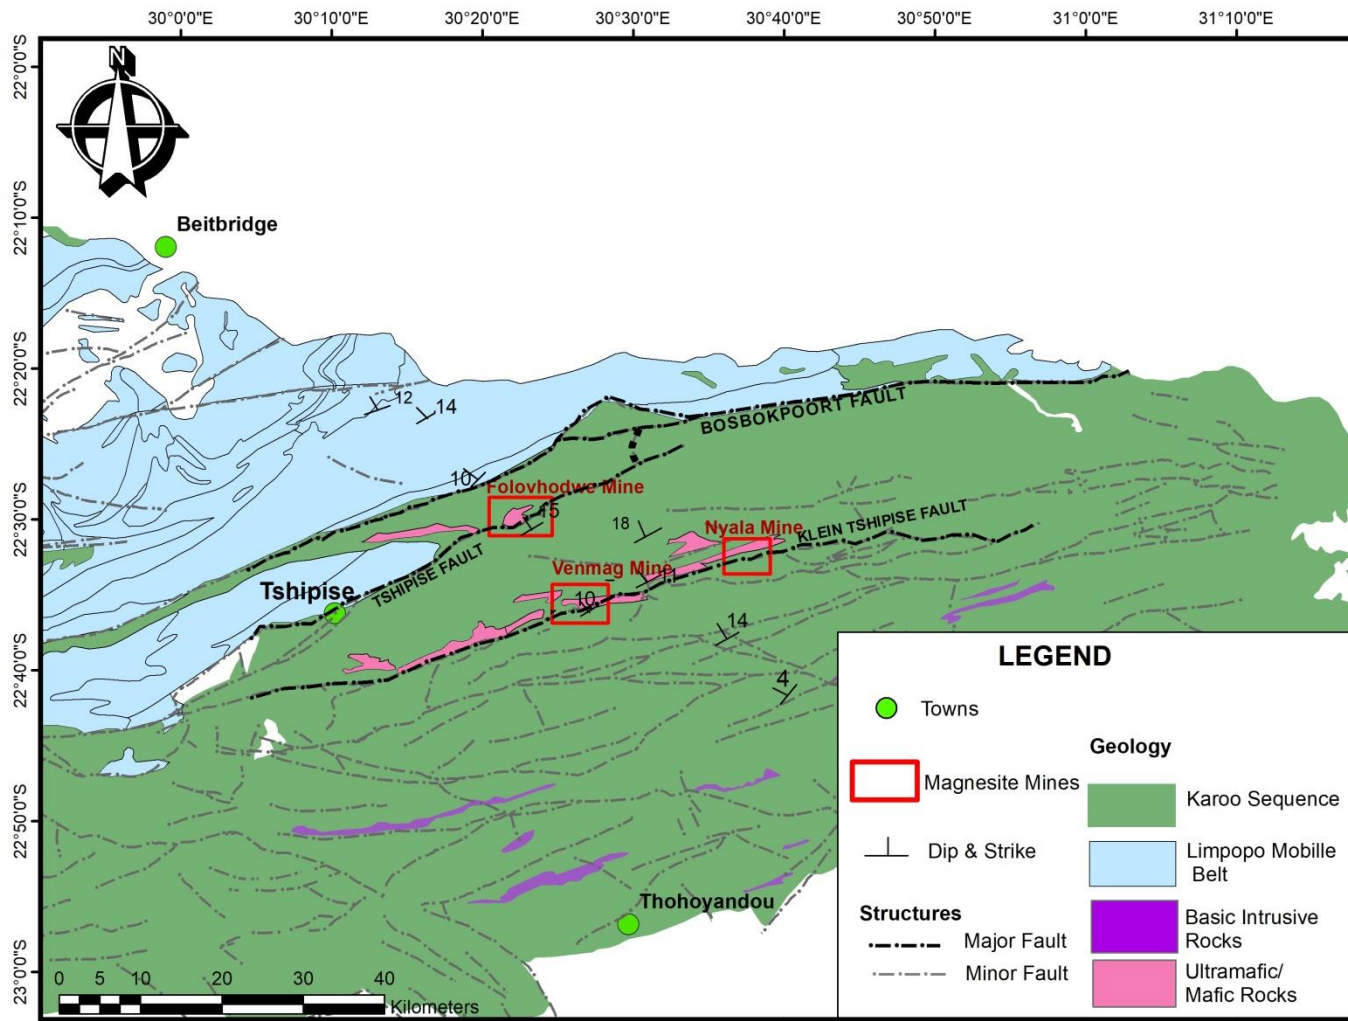 30°0'0"E 30°10'0"E 30°20'0"E 30°30'0"E 30°40'0"E 30°50'0"E 31°0'0"E 31°10'0"E
22°0'0"S
N
22°10'0"S
Beitbridge
22°20'0"S
12
14
BOSBOKPOORT FAULT
10
Folovhodwe Mine
22°30'0"S
15
18
Nyala Mine
KLEIN TSHIPISE FAULT
Venmag Mine
11
TSHIPISE FAULT
Tshipise
10
14
22°40'0"S
4
22°50'0"S
Thohoyandou
23°0'0"S
0 5 10 20 30 40
Kilometers
LEGEND
Towns
Magnesite Mines
Dip & Strike
Structures
Major Fault
Minor Fault
Geology
Karoo Sequence
Limpopo Mobille
Belt
Basic Intrusive
Rocks
Ultramafic/
Mafic Rocks